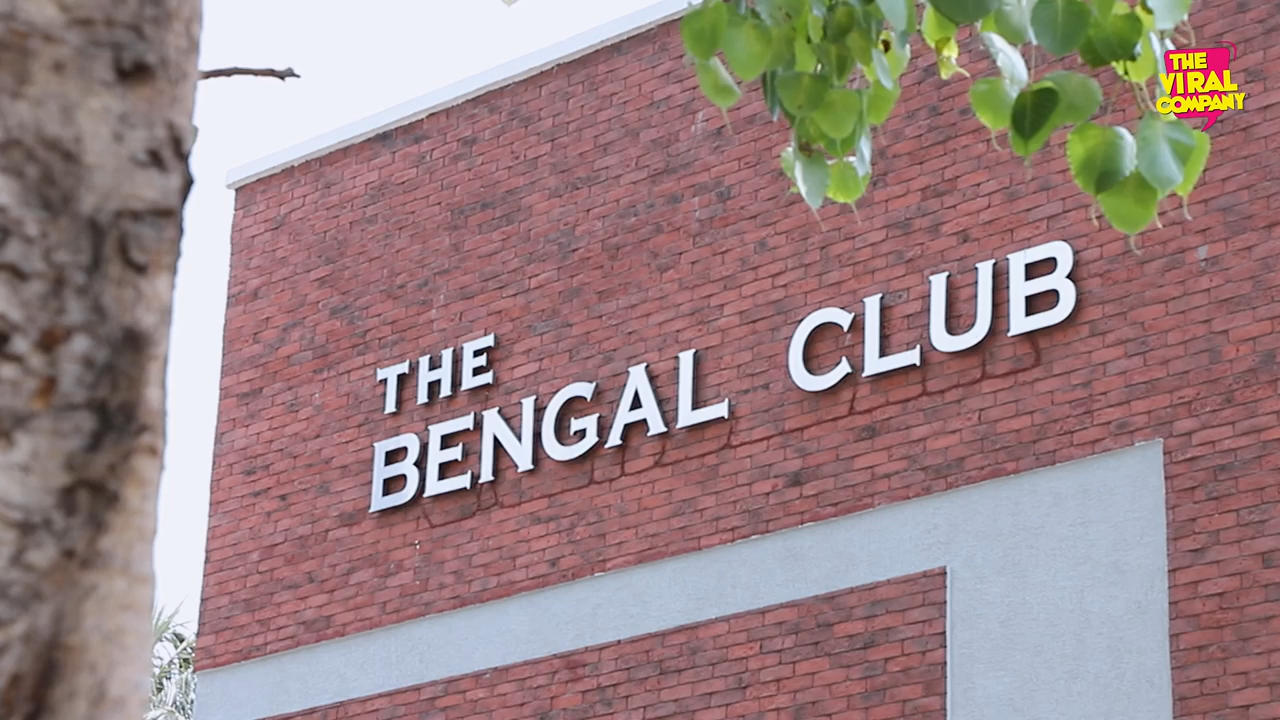 THE
VIRAL
COMPANY
THE
BENGAL CLUB